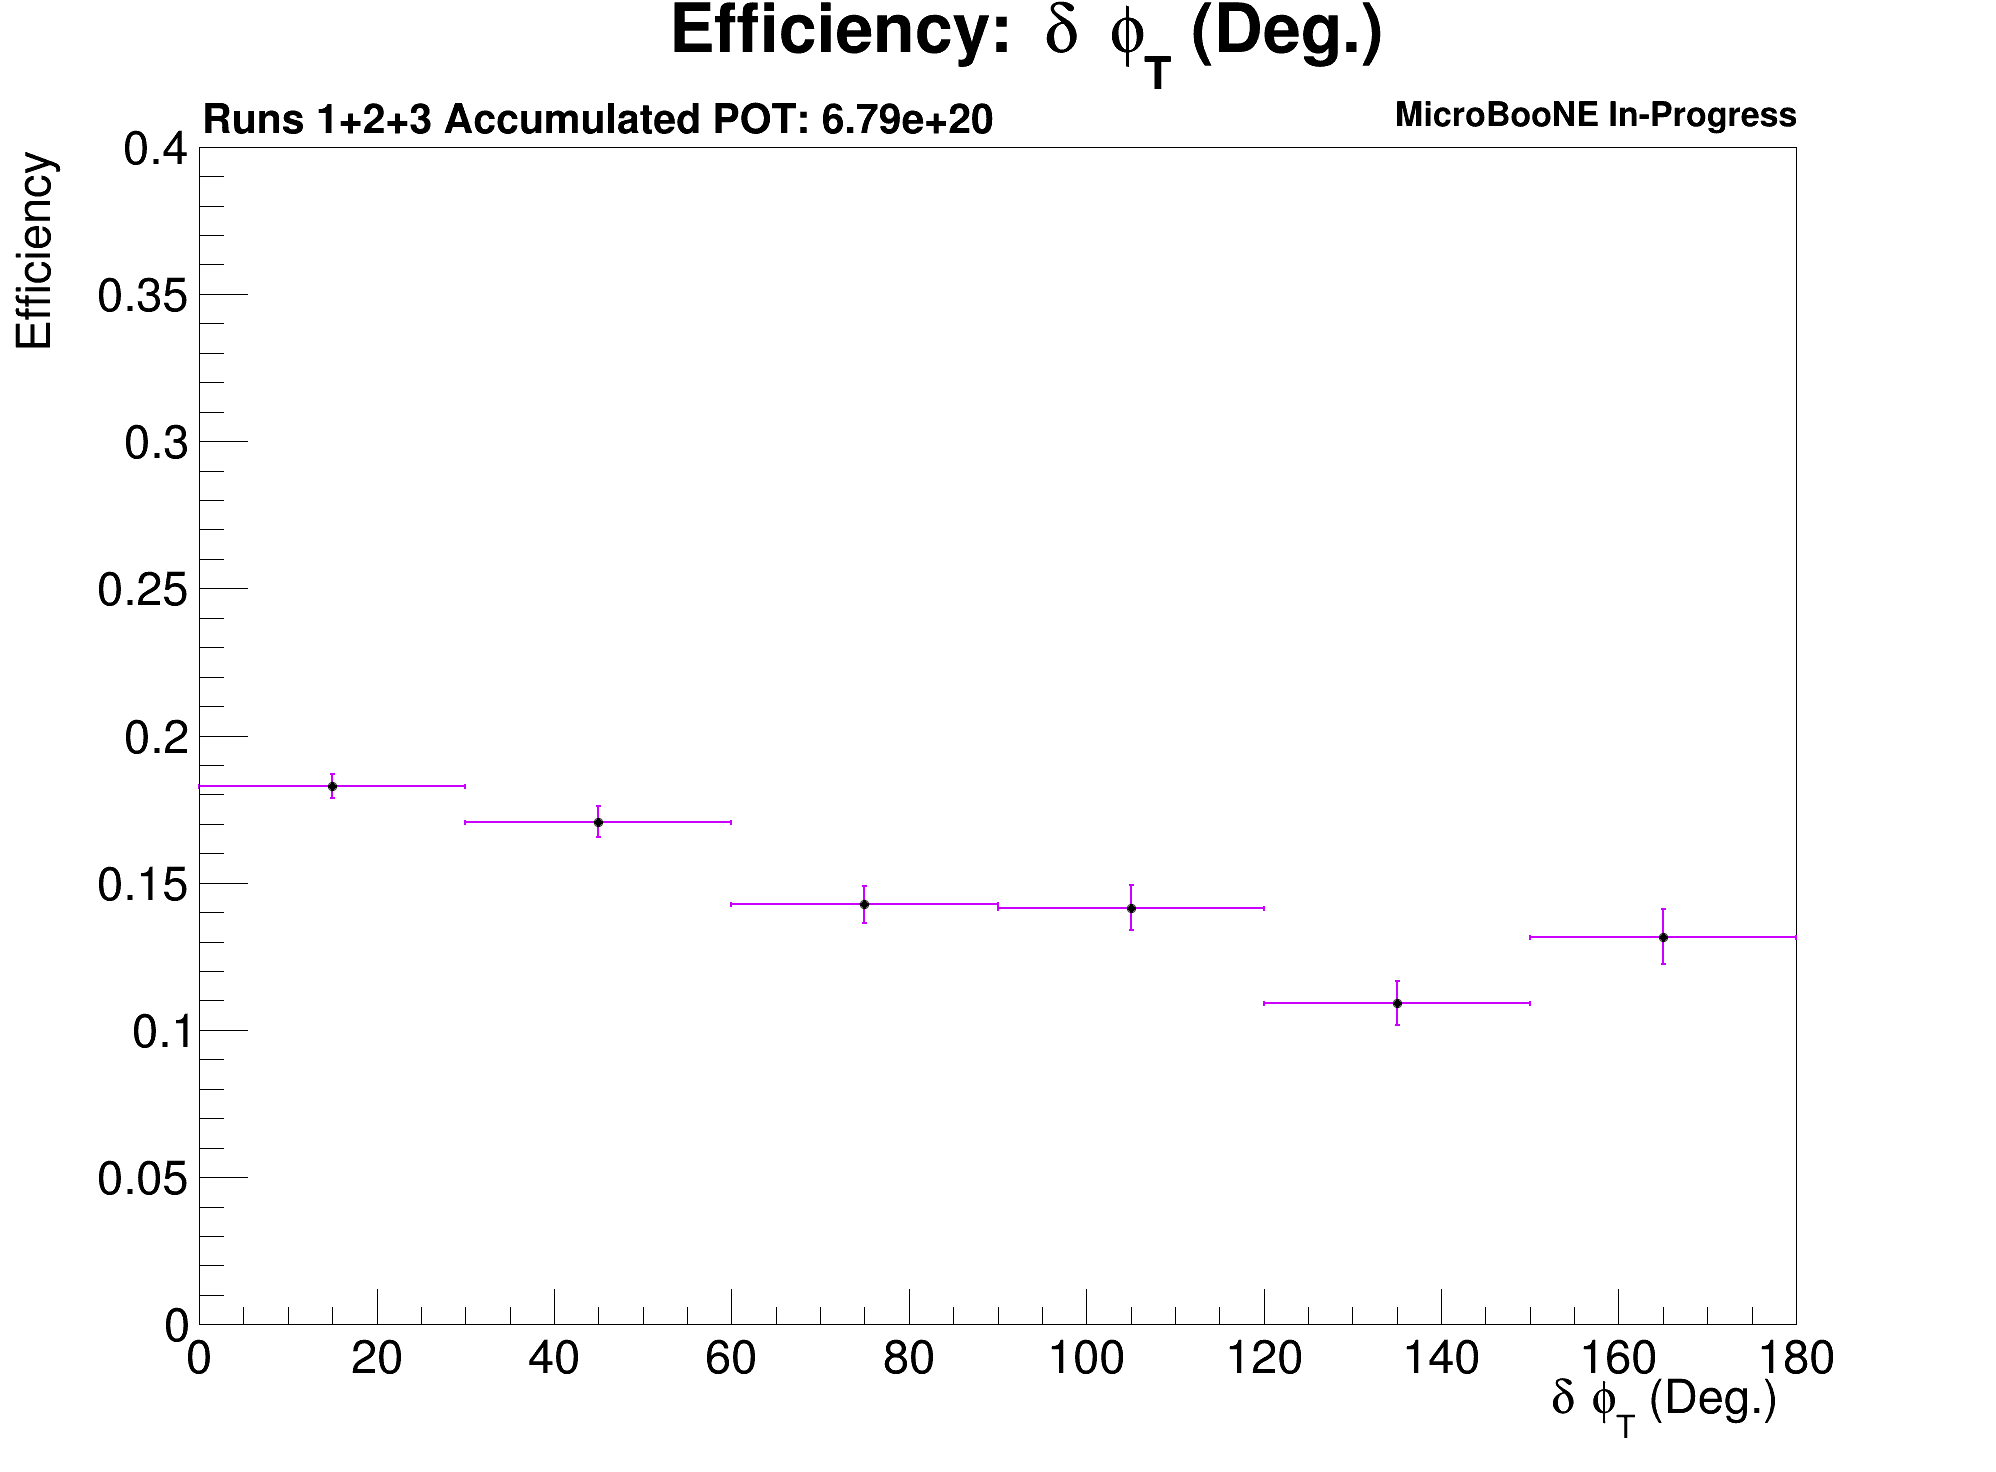 Efficiency: δ ϕT (Deg.)
Runs 1+2+3 Accumulated POT: 6.79e+20
MicroBooNE In-Progress
Efficiency
0.4
0.35
0.3
0.25
0.2
0.15
0.1
0.05
0
0 20 40 60 80 100 120 140 160 180
δ ϕT (Deg.)